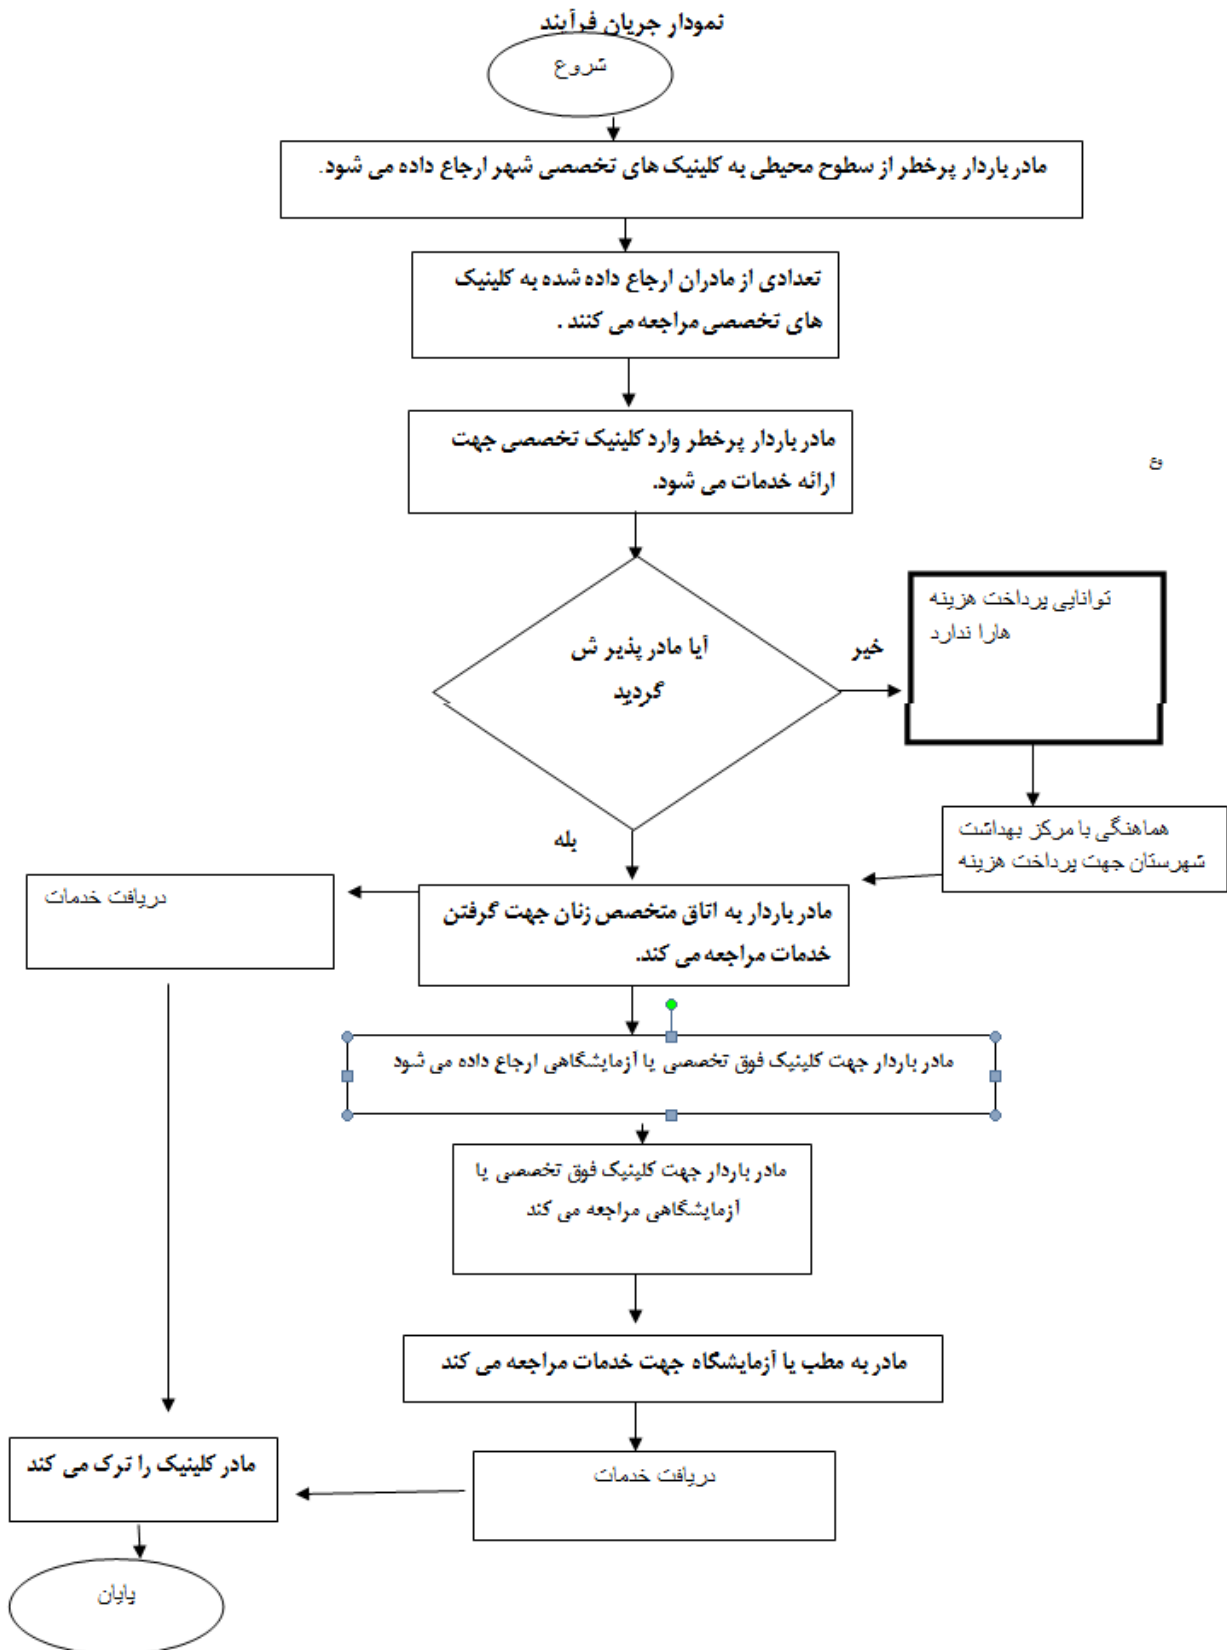 نمودار جریان فرآیند
شروع
مادر باردار پرخطر از سطوح محیطی به کلینیک های تخصصی شهر ارجاع داده می شود.
تعدادی از مادران ارجاع داده شده به کلینیک
های تخصصی مراجعه می کنند .
مادر باردار پرخطر وارد کلینیک تخصصی جهت
ارائه خدمات می شود.
آیا مادر پذیر ش
گردید
خیر
توانایی پرداخت هزینه
هارا ندارد
هماهنگی با مرکز بهداشت
شهرستان جهت پرداخت هزینه
بله
مادر باردار به اتاق متخصص زنان جهت گرفتن
خدمات مراجعه می کند.
دریافت خدمات
مادر باردار جهت کلینیک فوق تخصصی یا آزمایشگاهی ارجاع داده می شود
مادر باردار جهت کلینیک فوق تخصصی یا
آزمایشگاهی مراجعه می کند
مادر به مطب یا آزمایشگاه جهت خدمات مراجعه می کند
دریافت خدمات
مادر کلینیک را ترک می کند
پایان